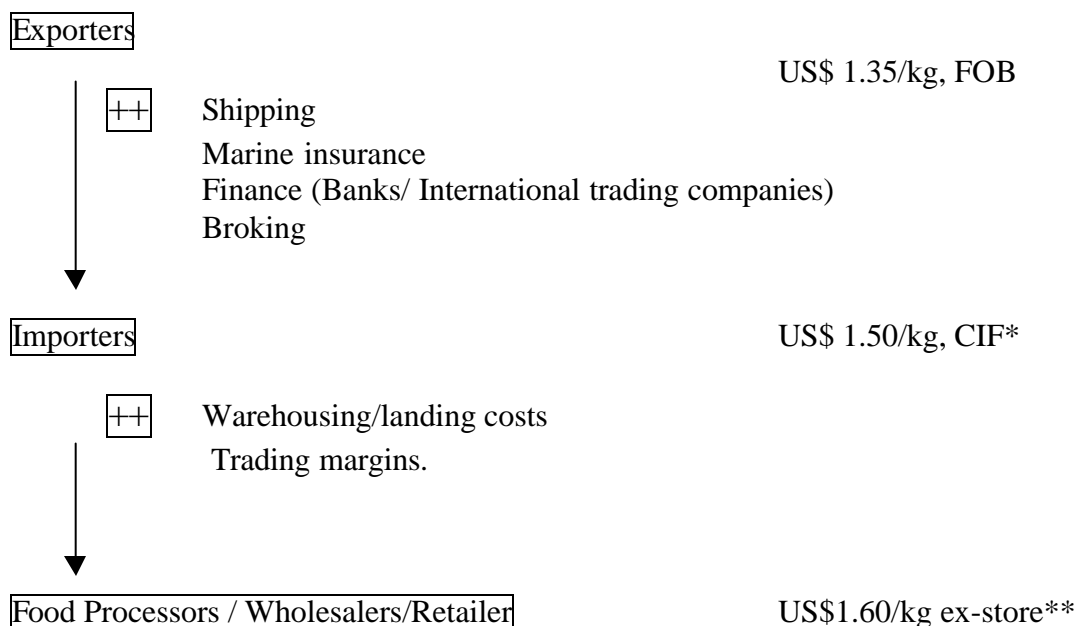 Exporters
US$ 1.35/kg, FOB
++ Shipping
Marine insurance
Finance (Banks/ International trading companies)
Broking
Importers US$ 1.50/kg, CIF*
++ Warehousing/landing costs
Trading margins.
Food Processors / Wholesalers/Retailer US$1.60/kg ex-store**